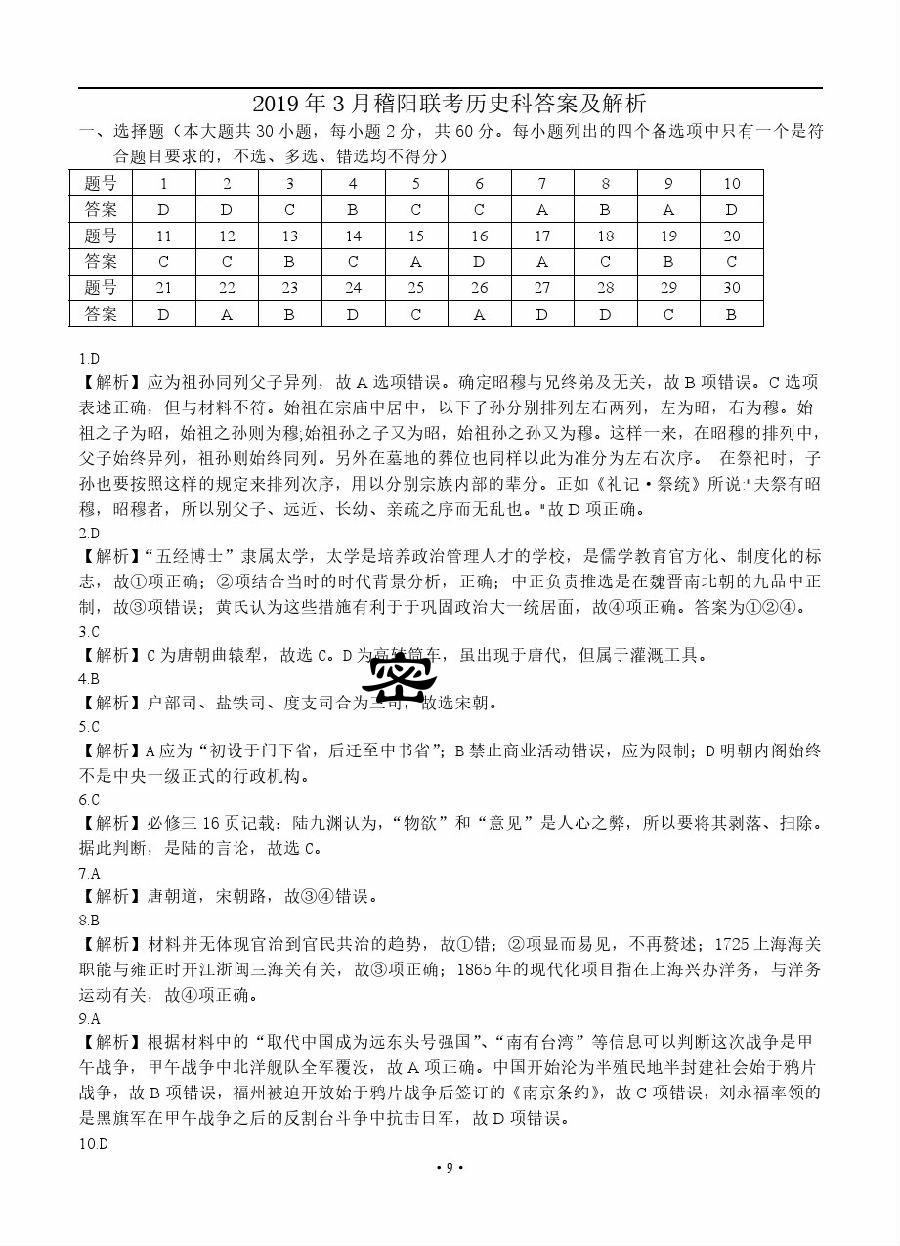 2019 年 3 月稽阳联考历史科答案及解析
一、选择题（本大题共 30 小题，每小题 2 分，共 60 分。每小题列出的四个备选项中只有一个是符
合题目要求的，不选、多选、错选均不得分）
题号 1 2 3 4 5 6 7 8 9 10
答案 D D C B C C A B A D
题号 11 12 13 14 15 16 17 18 19 20
答案 C C B C A D A C B C
题号 21 22 23 24 25 26 27 28 29 30
答案 D A B D C A D D C B
1.D
【解析】应为祖孙同列父子异列，故 A 选项错误。确定昭穆与兄终弟及无关，故 B 项错误。C 选项
表述正确，但与材料不符。始祖在宗庙中居中，以下子孙分别排列左右两列，左为昭，右为穆。始
祖之子为昭，始祖之孙则为穆;始祖孙之子又为昭，始祖孙之孙又为穆。这样一来，在昭穆的排列中，
父子始终异列，祖孙则始终同列。另外在墓地的葬位也同样以此为准分为左右次序。 在祭祀时，子
孙也要按照这样的规定来排列次序，用以分别宗族内部的辈分。正如《礼记·祭统》所说:"夫祭有昭
穆，昭穆者，所以别父子、远近、长幼、亲疏之序而无乱也。"故 D 项正确。
2.D
【解析】“五经博士”隶属太学，太学是培养政治管理人才的学校，是儒学教育官方化、制度化的标
志，故①项正确；②项结合当时的时代背景分析，正确；中正负责推选是在魏晋南北朝的九品中正
制，故③项错误；黄氏认为这些措施有利于于巩固政治大一统居面，故④项正确。答案为①②④。
3.C
【解析】C 为唐朝曲辕犁，故选 C。D 为高转筒车，虽出现于唐代，但属于灌溉工具。
密
4.B
【解析】户部司、盐铁司、度支司合为三司，故选宋朝。
5.C
【解析】A 应为“初设于门下省，后迁至中书省”；B 禁止商业活动错误，应为限制；D 明朝内阁始终
不是中央一级正式的行政机构。
6.C
【解析】必修三 16 页记载：陆九渊认为，“物欲”和“意见”是人心之弊，所以要将其剥落、扫除。
据此判断，是陆的言论，故选 C。
7.A
【解析】唐朝道，宋朝路，故③④错误。
8.B
【解析】材料并无体现官治到官民共治的趋势，故①错；②项显而易见，不再赘述；1725 上海海关
职能与雍正时开江浙闽三海关有关，故③项正确；1865 年的现代化项目指在上海兴办洋务，与洋务
运动有关，故④项正确。
9.A
【解析】根据材料中的“取代中国成为远东头号强国”、“南有台湾”等信息可以判断这次战争是甲
午战争，甲午战争中北洋舰队全军覆没，故 A 项正确。中国开始沦为半殖民地半封建社会始于鸦片
战争，故 B 项错误，福州被迫开放始于鸦片战争后签订的《南京条约》，故 C 项错误，刘永福率领的
是黑旗军在甲午战争之后的反割台斗争中抗击日军，故 D 项错误。
10.D
·9·